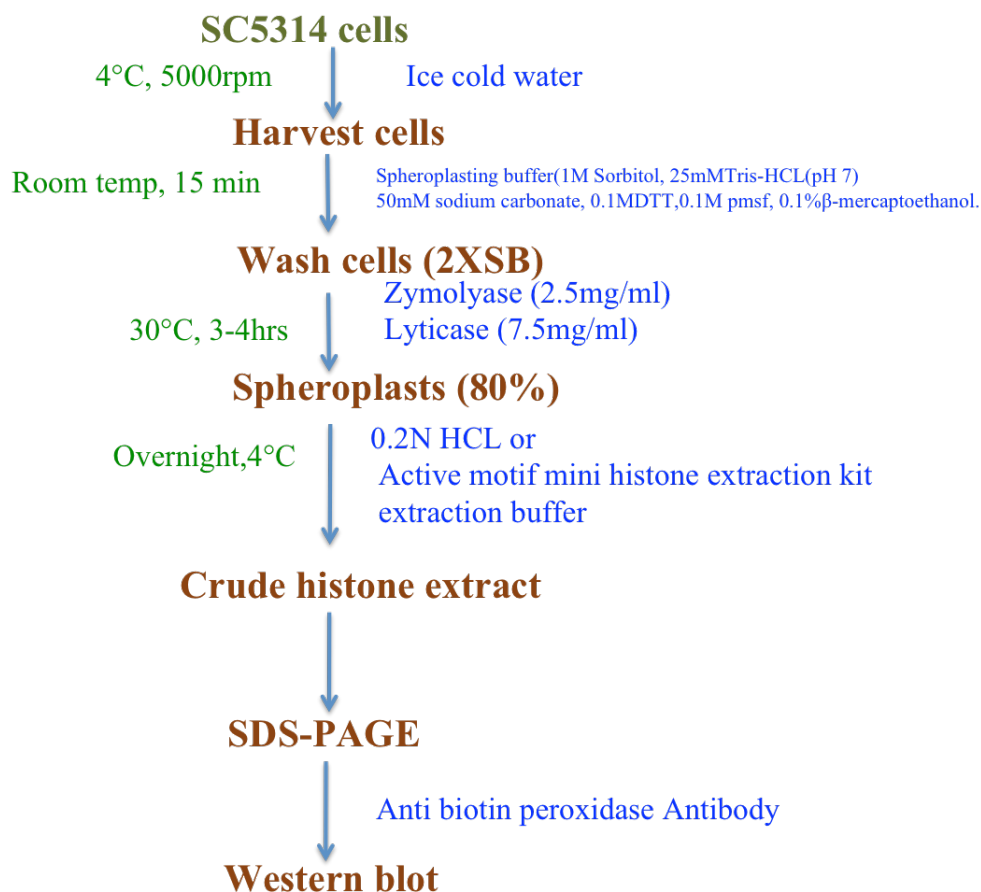 SC5314 cells
4°C, 5000rpm
Ice cold water
Harvest cells
Room temp, 15 min
Spheroplasting buffer(1M Sorbitol, 25mMTris-HCL(pH 7)
50mM sodium carbonate, 0.1MDTT,0.1M pmsf, 0.1%β-mercaptoethanol.
Wash cells (2XSB)
Zymolyase (2.5mg/ml)
30°C, 3-4hrs
Lyticase (7.5mg/ml)
Spheroplasts (80%)
Overnight,4°C
0.2N HCL or
Active motif mini histone extraction kit
extraction buffer
Crude histone extract
SDS-PAGE
Anti biotin peroxidase Antibody
Western blot